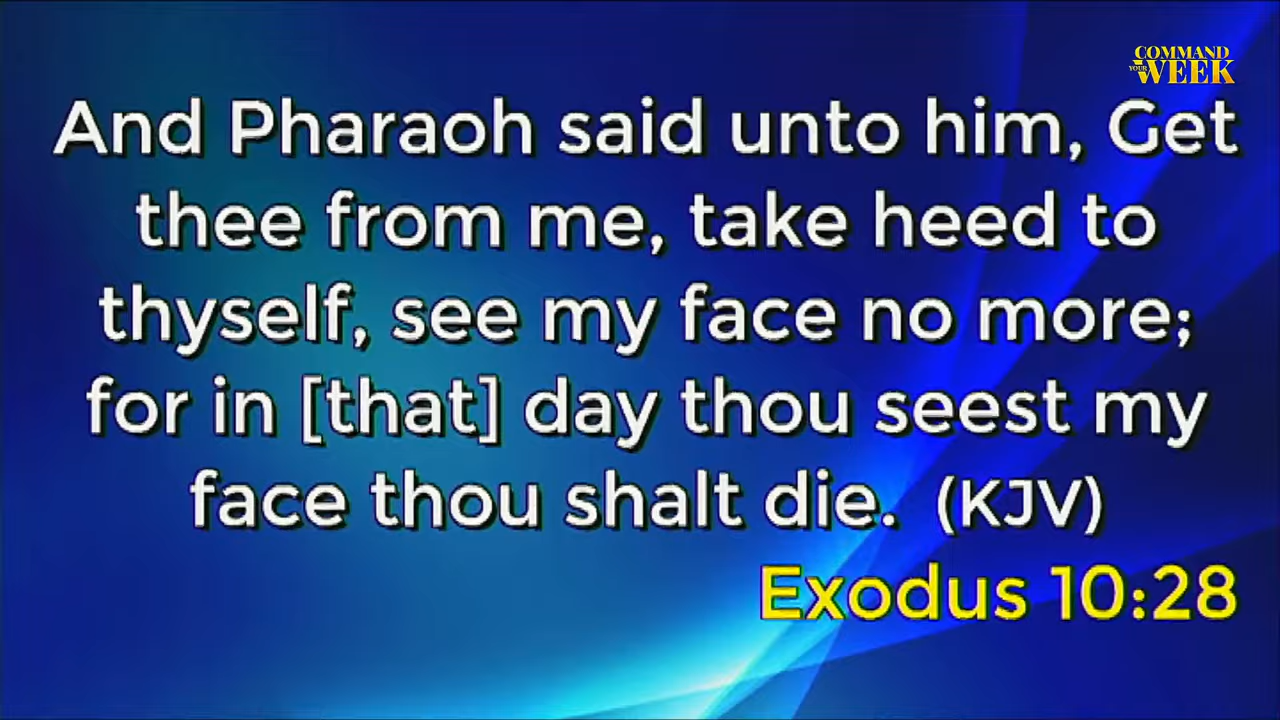 COMMAND
YOUR WEEK
And Pharaoh said unto him, Get
thee from me, take heed to
thyself, see my face no more;
for in [that] day thou seest my
face thou shalt die. (KJV)
Exodus 10:28